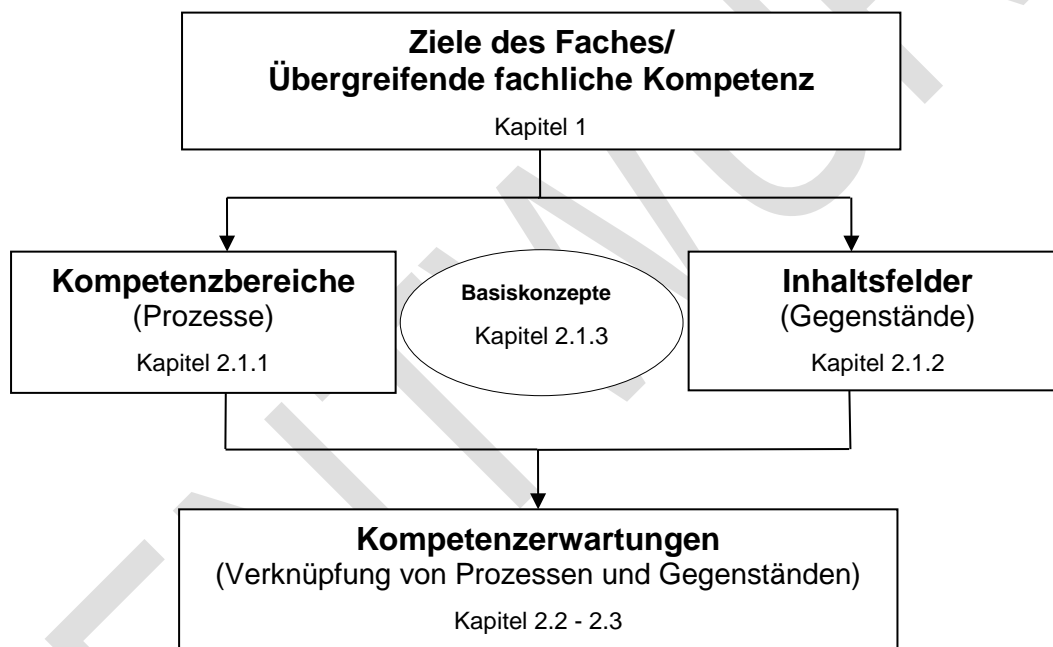 Ziele des Faches/
Übergreifende fachliche Kompetenz
Kapitel 1
Kompetenzbereiche
(Prozesse)
Kapitel 2.1.1
Basiskonzepte
Kapitel 2.1.3
Inhaltsfelder
(Gegenstände)
Kapitel 2.1.2
Kompetenzerwartungen
(Verknüpfung von Prozessen und Gegenständen)
Kapitel 2.2 - 2.3